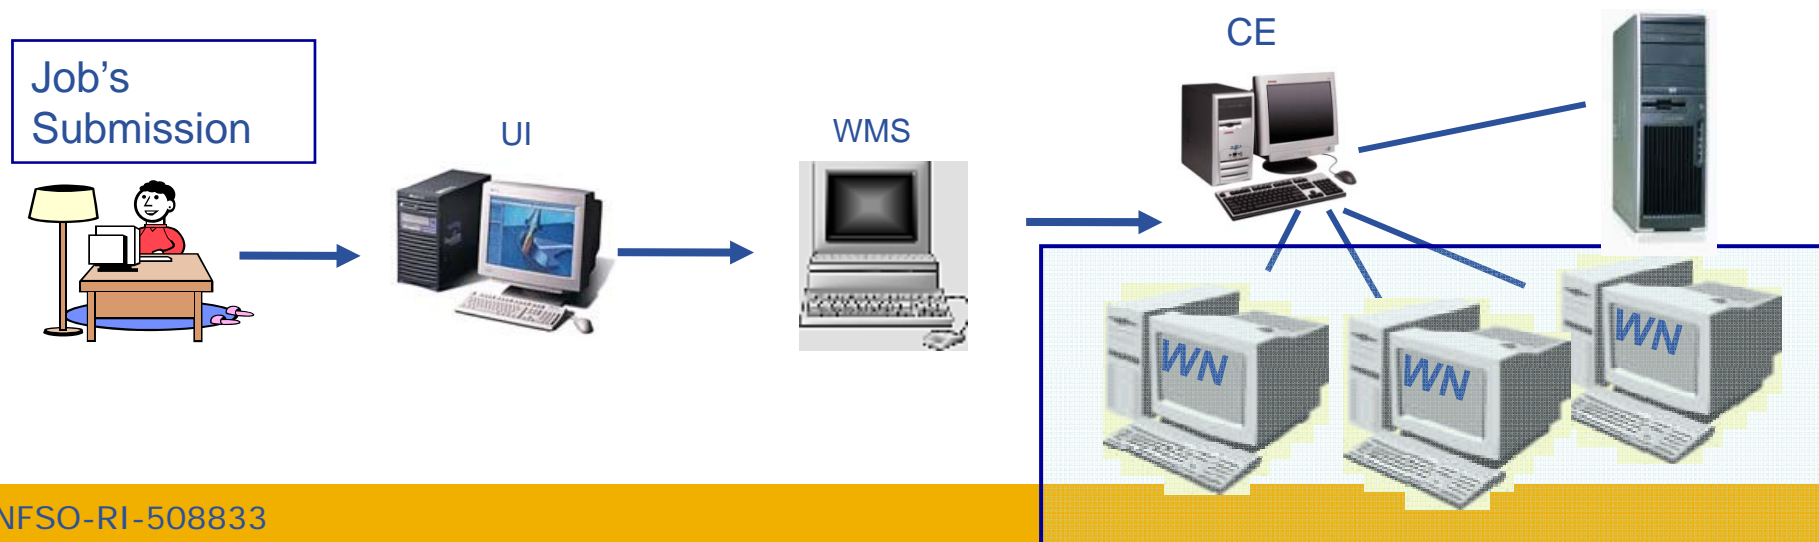 Job's
Submission
UI
WMS
CE
WN
WN
WN
NFSO-RI-508833